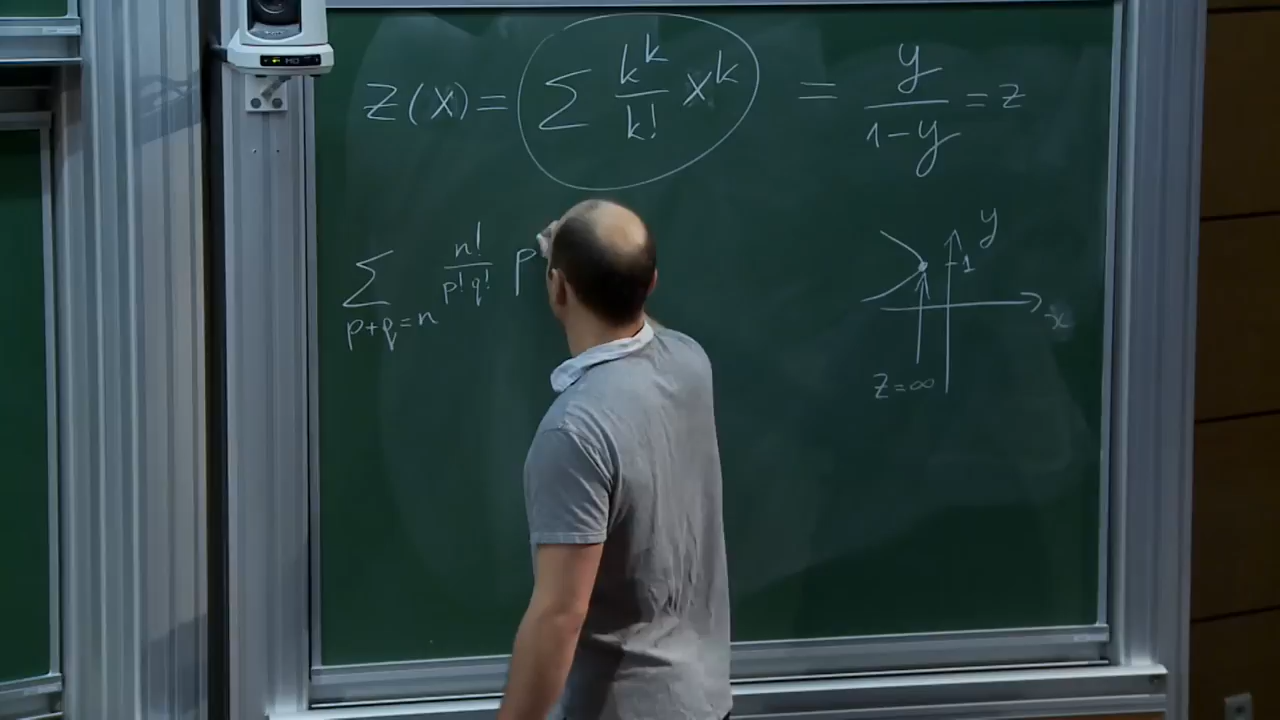 Z(X) = ∑ k^k/k! X^k = y/(1-y) = z
∑_{p+q=n} n!/(p!q!) p
y
1
x
z=∞